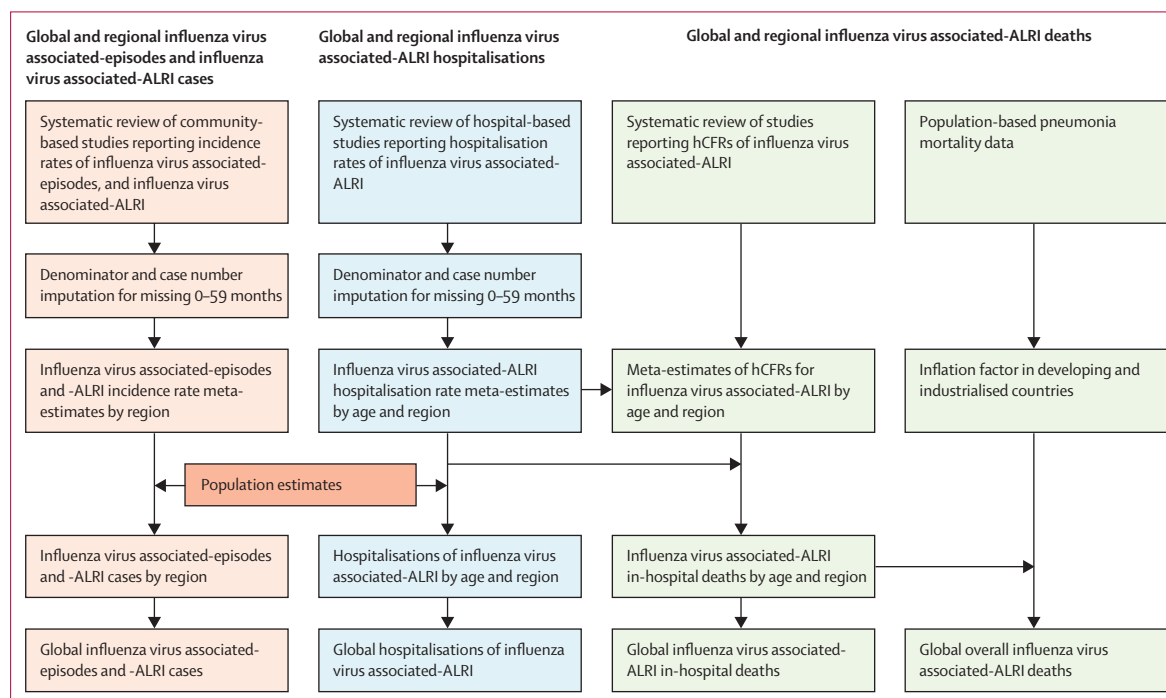 Global and regional influenza virus
associated-episodes and influenza
virus associated-ALRI cases
Global and regional influenza virus
associated-ALRI hospitalisations
Global and regional influenza virus associated-ALRI deaths
Systematic review of community-
based studies reporting incidence
rates of influenza virus associated-
episodes, and influenza virus
associated-ALRI
Systematic review of hospital-based
studies reporting hospitalisation
rates of influenza virus associated-
ALRI
Systematic review of studies
reporting hCFRs of influenza virus
associated-ALRI
Population-based pneumonia
mortality data
Denominator and case number
imputation for missing 0–59 months
Denominator and case number
imputation for missing 0–59 months
Influenza virus associated-episodes
and -ALRI incidence rate meta-
estimates by region
Influenza virus associated-ALRI
hospitalisation rate meta-estimates
by age and region
Meta-estimates of hCFRs for
influenza virus associated-ALRI by
age and region
Inflation factor in developing and
industrialised countries
Population estimates
Influenza virus associated-episodes
and -ALRI cases by region
Hospitalisations of influenza virus
associated-ALRI by age and region
Influenza virus associated-ALRI
in-hospital deaths by age and region
Global influenza virus associated-
episodes and -ALRI cases
Global hospitalisations of influenza
virus associated-ALRI
Global influenza virus associated-
ALRI in-hospital deaths
Global overall influenza virus
associated-ALRI deaths